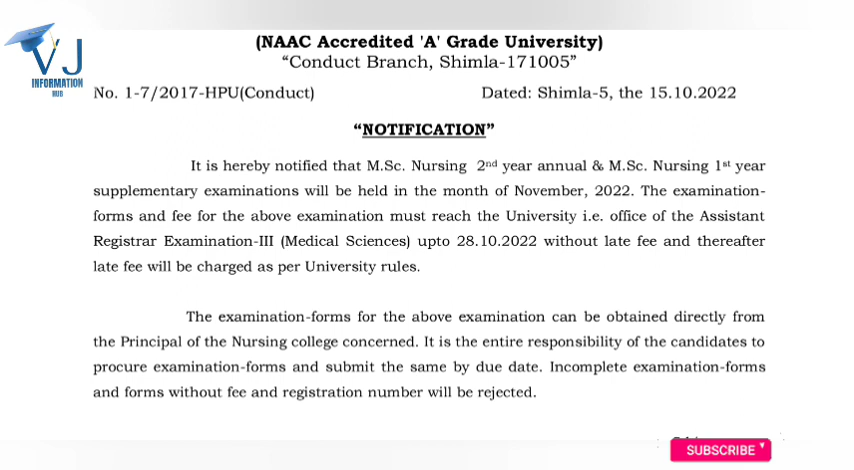 VJ
INFORMATION
HUB
(NAAC Accredited 'A' Grade University)
“Conduct Branch, Shimla-171005”
No. 1-7/2017-HPU(Conduct) Dated: Shimla-5, the 15.10.2022
“NOTIFICATION”
It is hereby notified that M.Sc. Nursing 2nd year annual & M.Sc. Nursing 1st year
supplementary examinations will be held in the month of November, 2022. The examination-
forms and fee for the above examination must reach the University i.e. office of the Assistant
Registrar Examination-III (Medical Sciences) upto 28.10.2022 without late fee and thereafter
late fee will be charged as per University rules.
The examination-forms for the above examination can be obtained directly from
the Principal of the Nursing college concerned. It is the entire responsibility of the candidates to
procure examination-forms and submit the same by due date. Incomplete examination-forms
and forms without fee and registration number will be rejected.
SUBSCRIBE